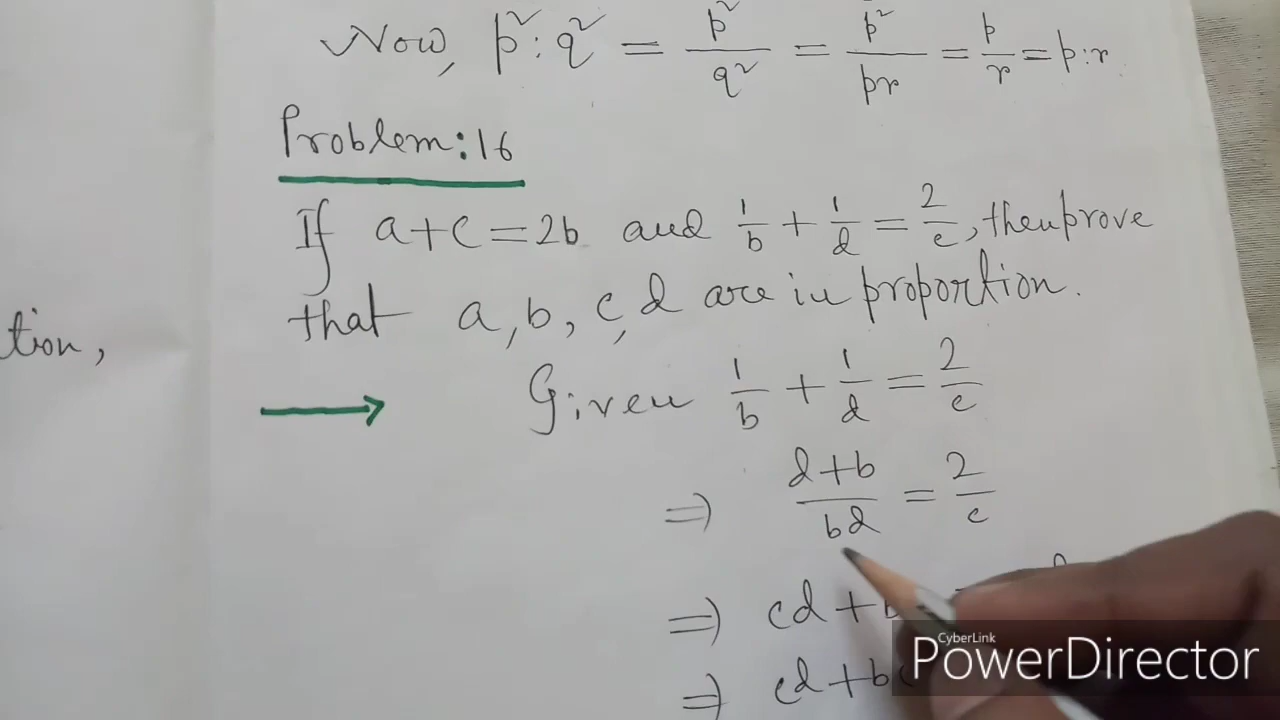 Now, p²:q² = p²/q² = p²/pr = p/r = p:r
Problem:16
If a+c=2b and 1/b + 1/d = 2/c, then prove
that a, b, c, d are in proportion.
tion,
→ Given 1/b + 1/d = 2/c
⇒ d+b/bd = 2/c
⇒ cd+b
⇒ cd+bc
CyberLink
PowerDirector